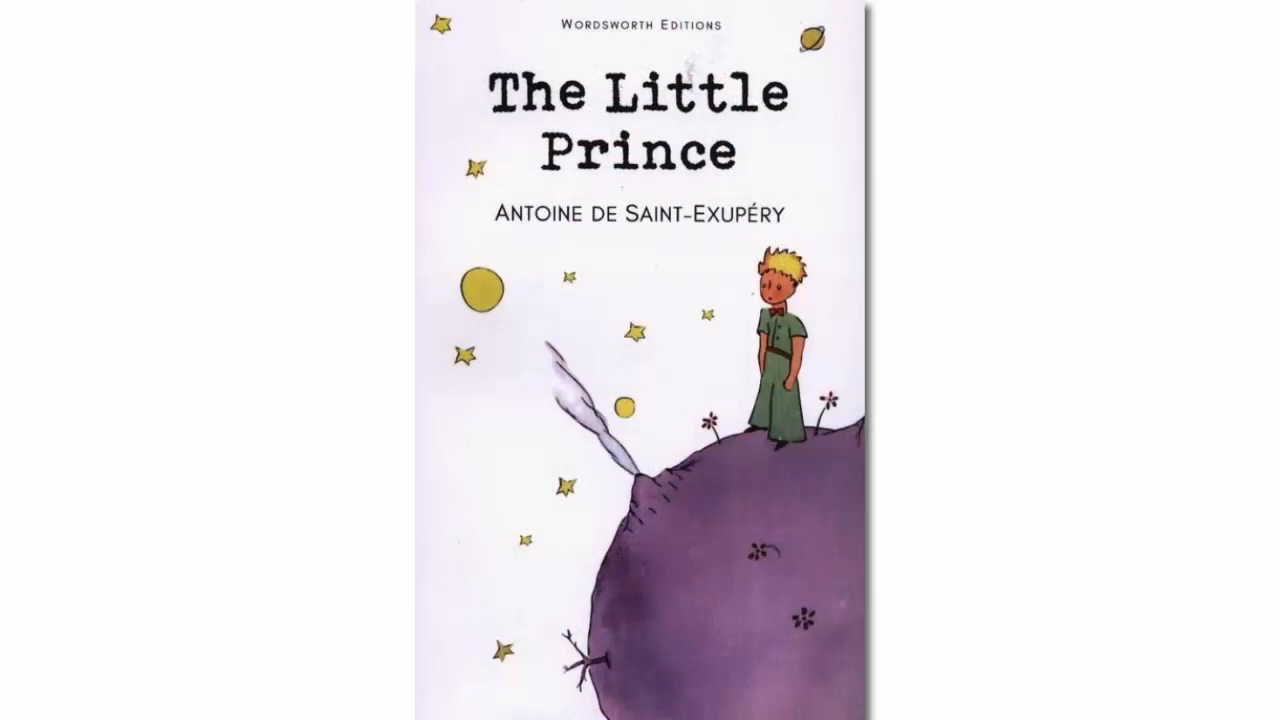 WORDSWORTH EDITIONS
The Little
Prince
ANTOINE DE SAINT-EXUPÉRY